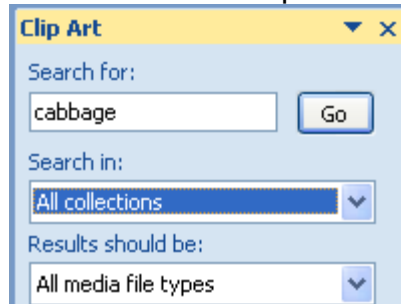 Clip Art
Search for:
cabbage Go
Search in:
All collections
Results should be:
All media file types